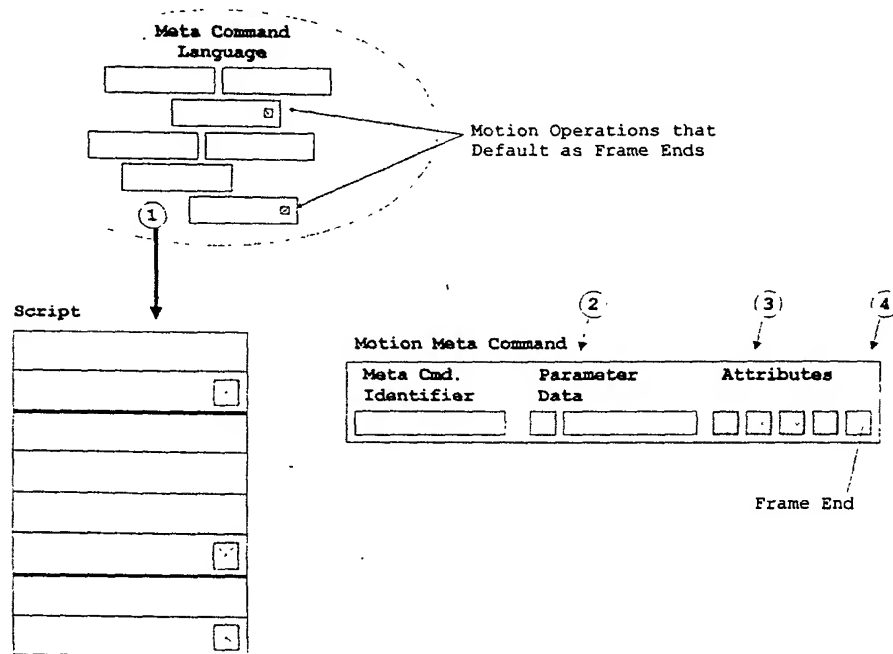 Meta Command
Language
Motion Operations that
Default as Frame Ends
1
Script
2
3
4
Motion Meta Command
Meta Cmd.
Identifier
Parameter
Data
Attributes
Frame End